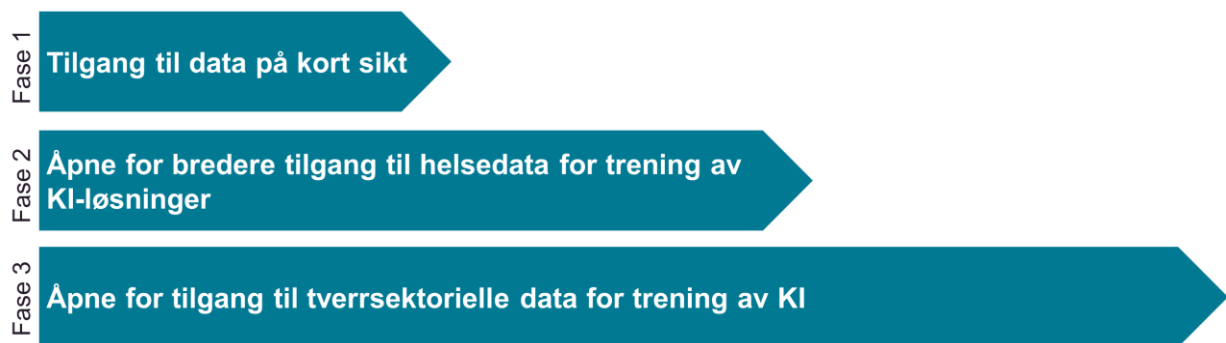 Fase 1
Tilgang til data på kort sikt
Fase 2
Åpne for bredere tilgang til helsedata for trening av
KI-løsninger
Fase 3
Åpne for tilgang til tverrsektorielle data for trening av KI